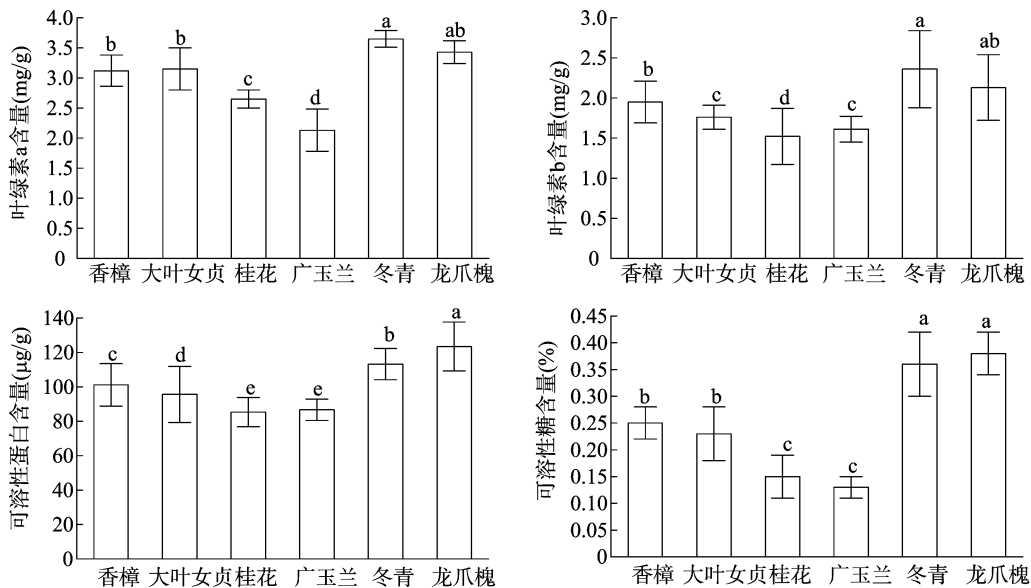 叶绿素a含量(mg/g)
4.0
3.5
3.0
2.5
2.0
1.5
1.0
0.5
0
b
b
c
d
a
ab
香樟 大叶女贞 桂花 广玉兰 冬青 龙爪槐
叶绿素b含量(mg/g)
3.0
2.5
2.0
1.5
1.0
0.5
0
b
c
d
c
a
ab
香樟 大叶女贞 桂花 广玉兰 冬青 龙爪槐
可溶性蛋白含量(μg/g)
140
120
100
80
60
40
20
0
c
d
e
e
b
a
香樟 大叶女贞 桂花 广玉兰 冬青 龙爪槐
可溶性糖含量(%)
0.45
0.40
0.35
0.30
0.25
0.20
0.15
0.10
0.05
0
b
b
c
c
a
a
香樟 大叶女贞 桂花 广玉兰 冬青 龙爪槐